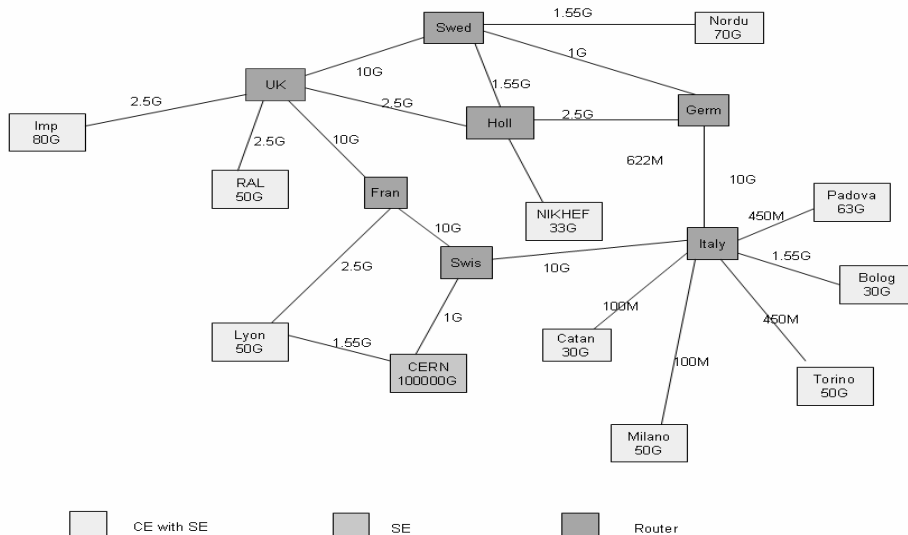 1.55G
Nordu
70G
Swed
10G
1G
UK
1.55G
2.5G
2.5G
Holl
2.5G
Germ
Imp
80G
2.5G
10G
622M
RAL
50G
Fran
10G
Padova
63G
NIKHEF
33G
450M
10G
Italy
2.5G
Swis
10G
1.55G
Bolog
30G
100M
1G
450M
Lyon
50G
1.55G
Catan
30G
CERN
100000G
100M
Torino
50G
Milano
50G
CE with SE
SE
Router